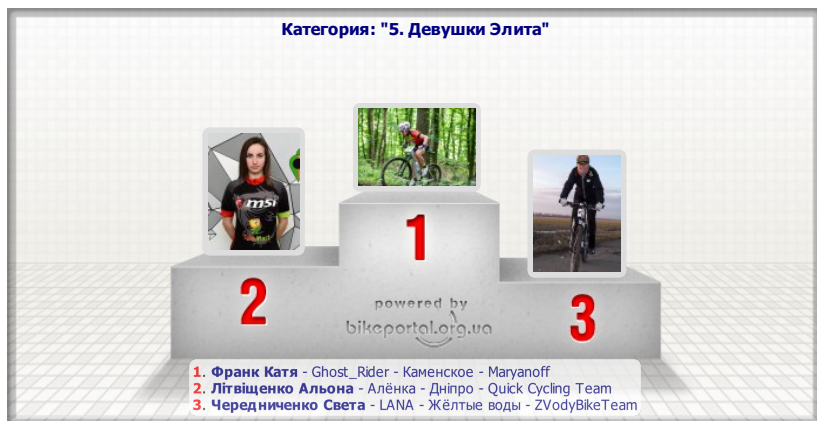 Категория: "5. Девушки Элита"
msi
1
2
3
powered by
bikeportal.org.ua
1. Франк Катя - Ghost_Rider - Каменское - Maryanoff
2. Літвіщенко Альона - Алёнка - Дніпро - Quick Cycling Team
3. Чередниченко Света - LANA - Жёлтые воды - ZVodyBikeTeam